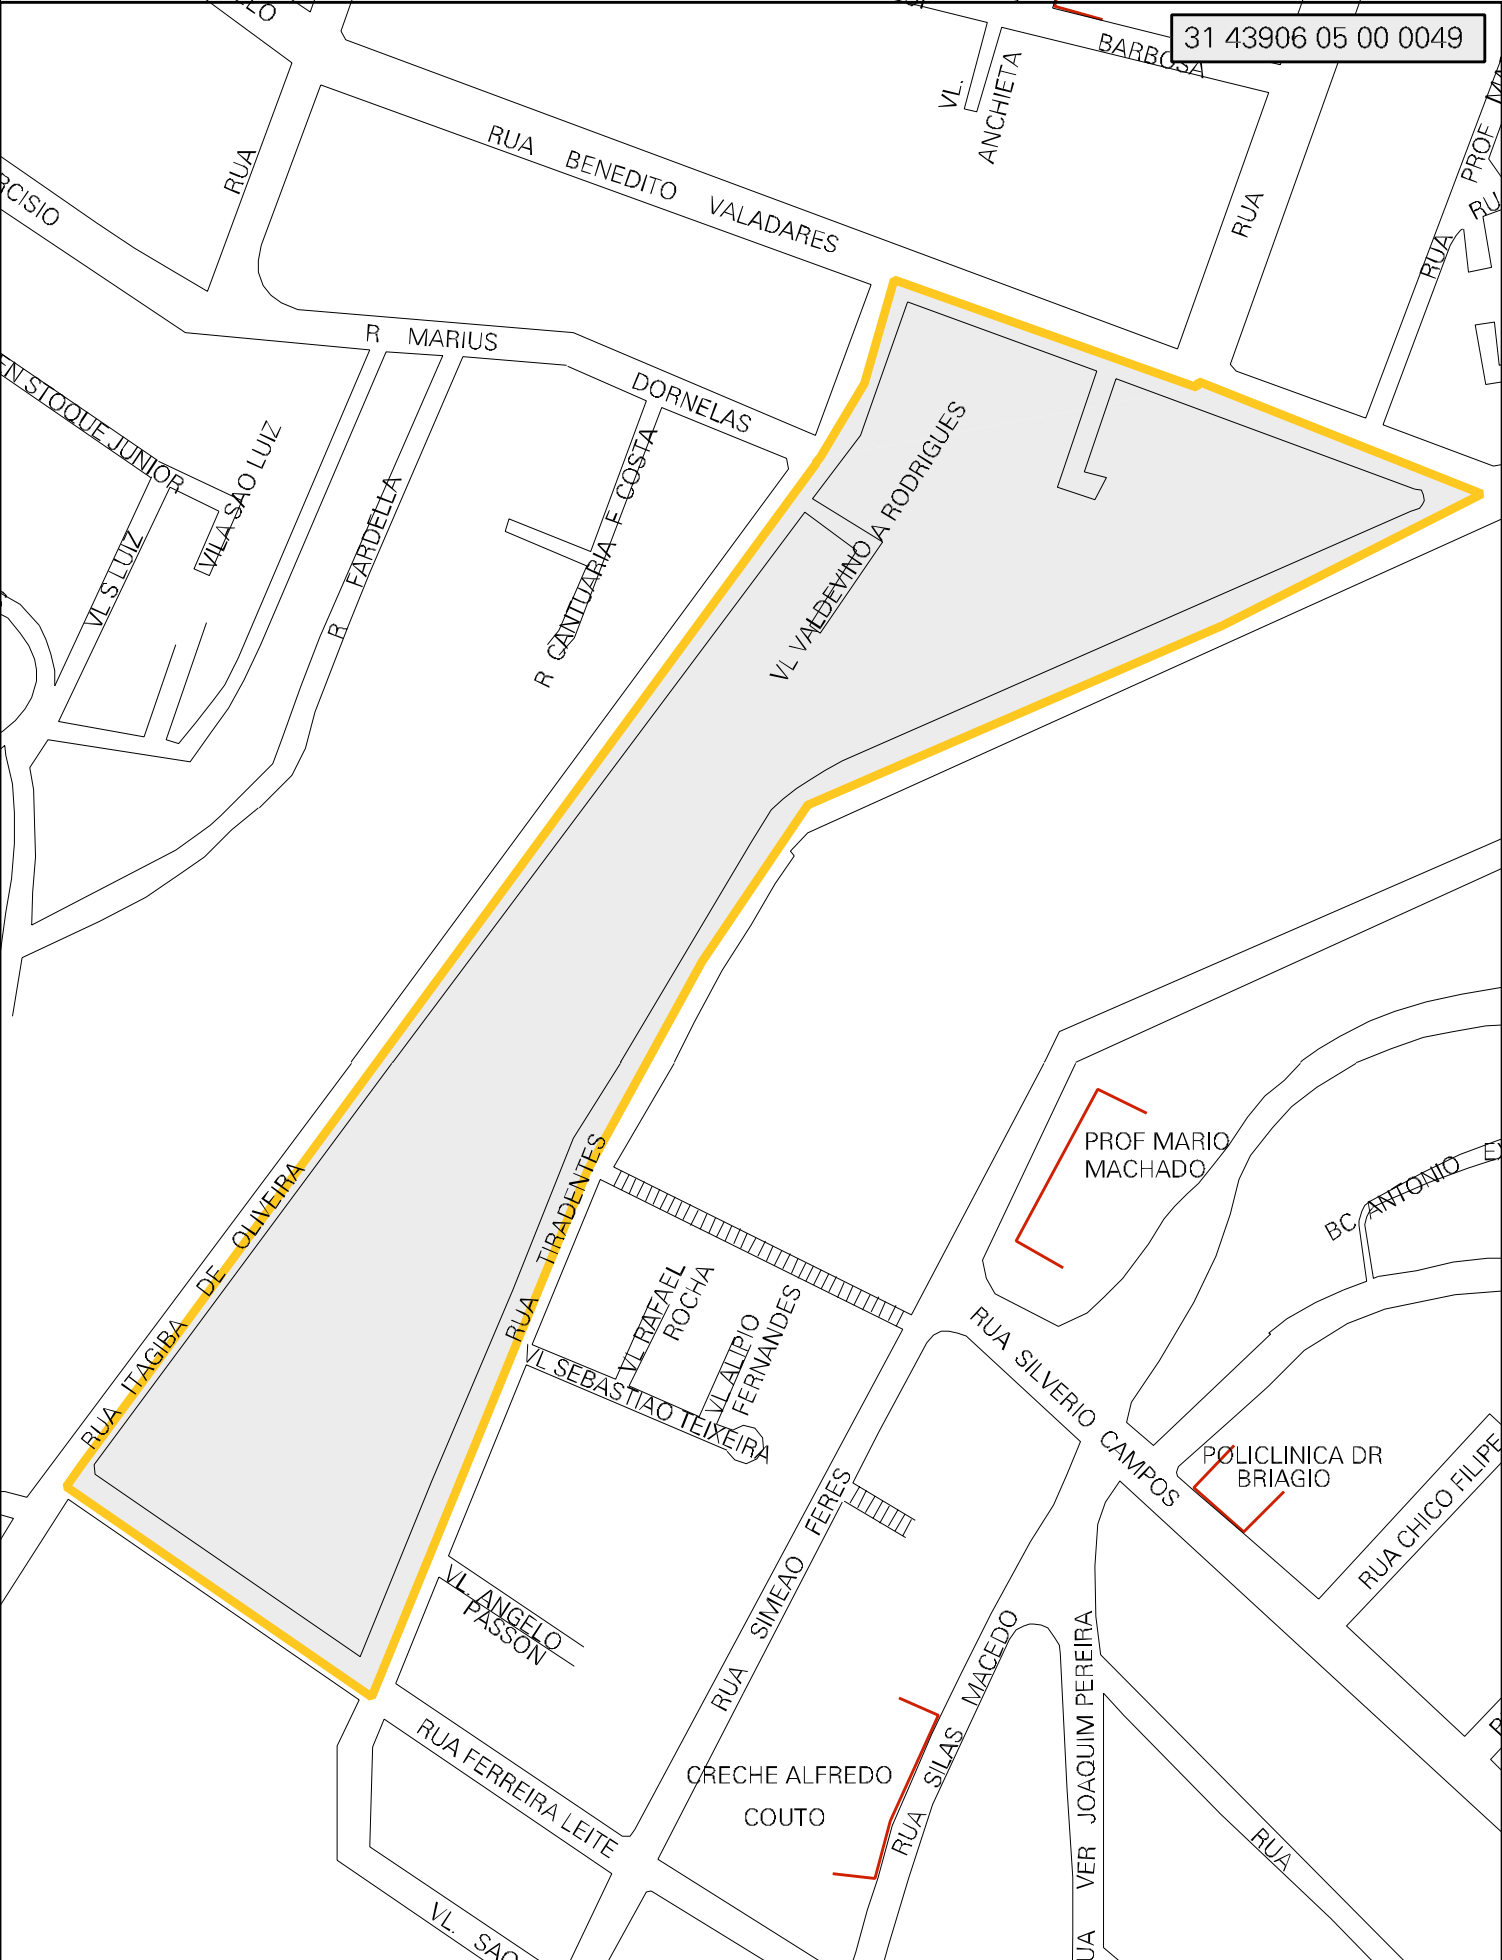 31 43906 05 00 0049
BARBOSA
VL.
ANCHIETA
RUA
RUA BENEDITO VALADARES
RUA
PROF
RUA
R MARIUS
DORNELAS
STOQUE JUNIOR
VILA SAO LUIZ
VL S LUIZ
R FARDELLA
R CANTUARIA F COSTA
VL VALDEVINO A RODRIGUES
RUA ITAGIBA DE OLIVEIRA
RUA TIRADENTES
PROF MARIO
MACHADO
BC ANTONIO
VL RAFAEL
ROCHA
VL ALIPIO
FERNANDES
VL SEBASTIAO TEIXEIRA
RUA SILVERIO CAMPOS
POLICLINICA DR
BRIAGIO
RUA CHICO FILIPE
RUA SIMEAO FERES
VL. ANGELO
PASSON
RUA SILAS MACEDO
VER JOAQUIM PEREIRA
RUA FERREIRA LEITE
CRECHE ALFREDO
COUTO
RUA
VL. SAO